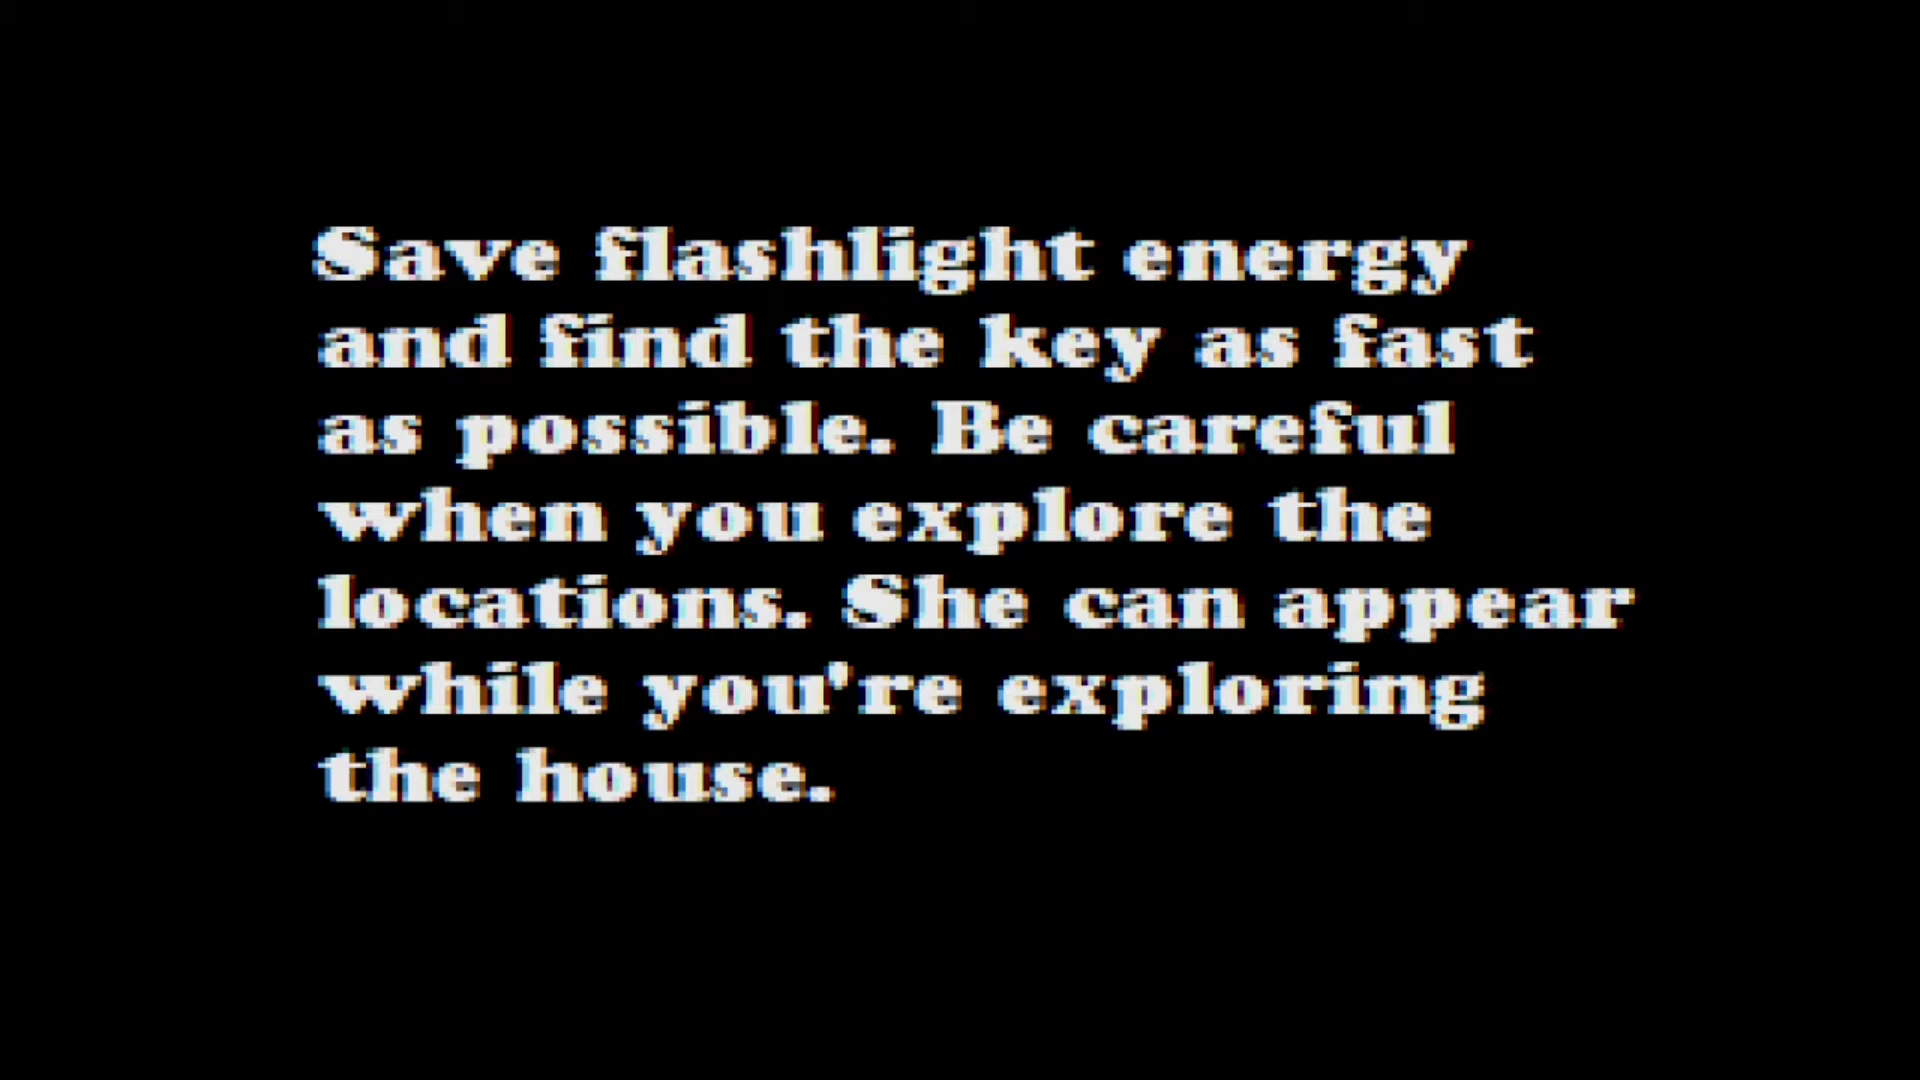 Save flashlight energy
and find the key as fast
as possible. Be careful
when you explore the
locations. She can appear
while you're exploring
the house.